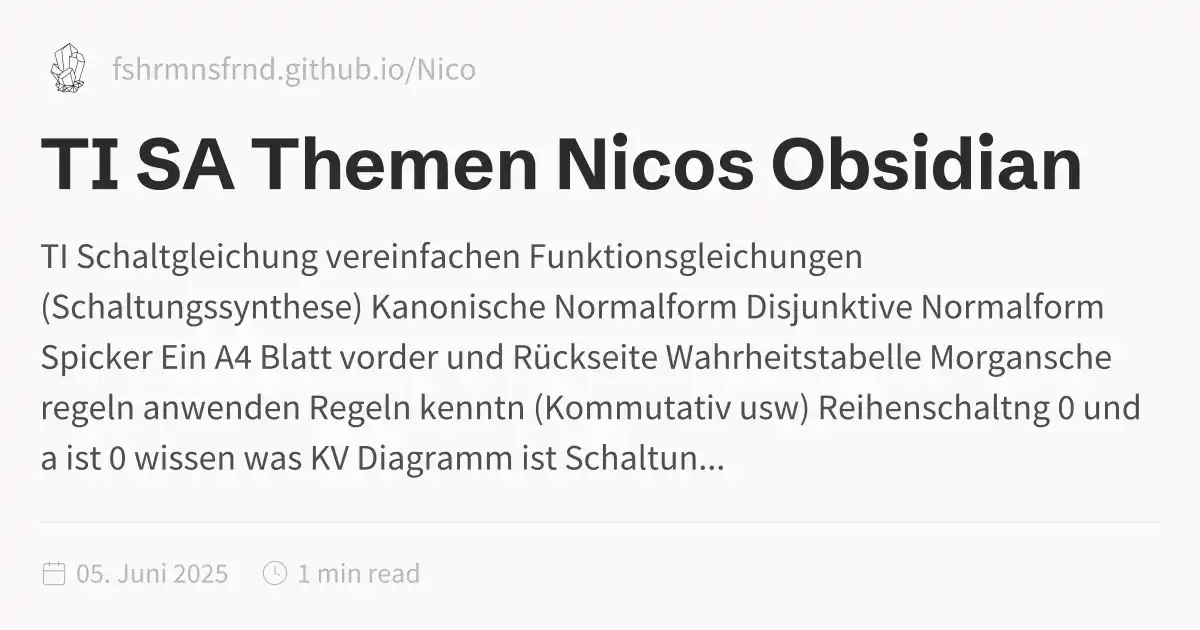 fshrmnsfrnd.github.io/Nico
TI SA Themen Nicos Obsidian
TI Schaltgleichung vereinfachen Funktionsgleichungen
(Schaltungssynthese) Kanonische Normalform Disjunktive Normalform
Spicker Ein A4 Blatt vorder und Rückseite Wahrheitstabelle Morgansche
regeln anwenden Regeln kenntn (Kommutativ usw) Reihenschaltng 0 und
a ist 0 wissen was KV Diagramm ist Schaltun...
05. Juni 2025 1 min read